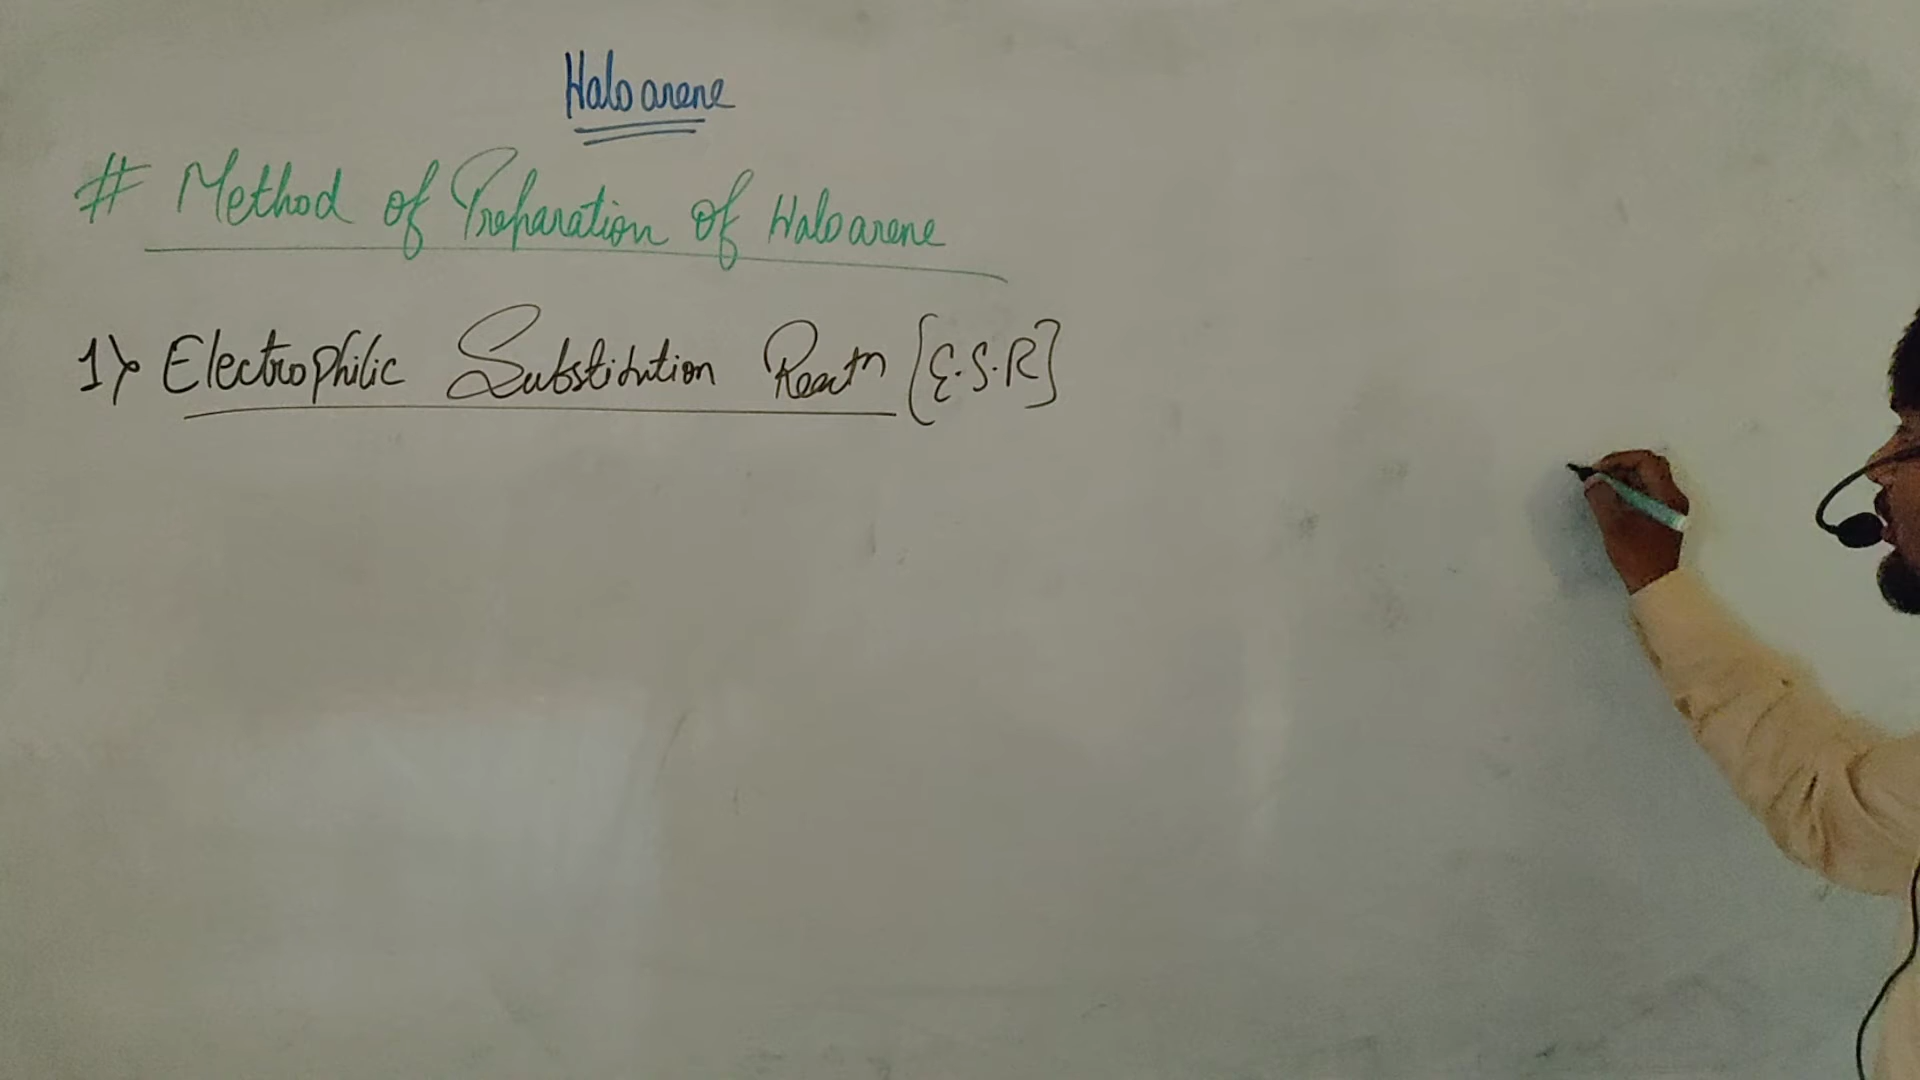 Haloarene
# Method of Preparation of Haloarene
1) Electrophilic Substitution Reactn [E.S.R]